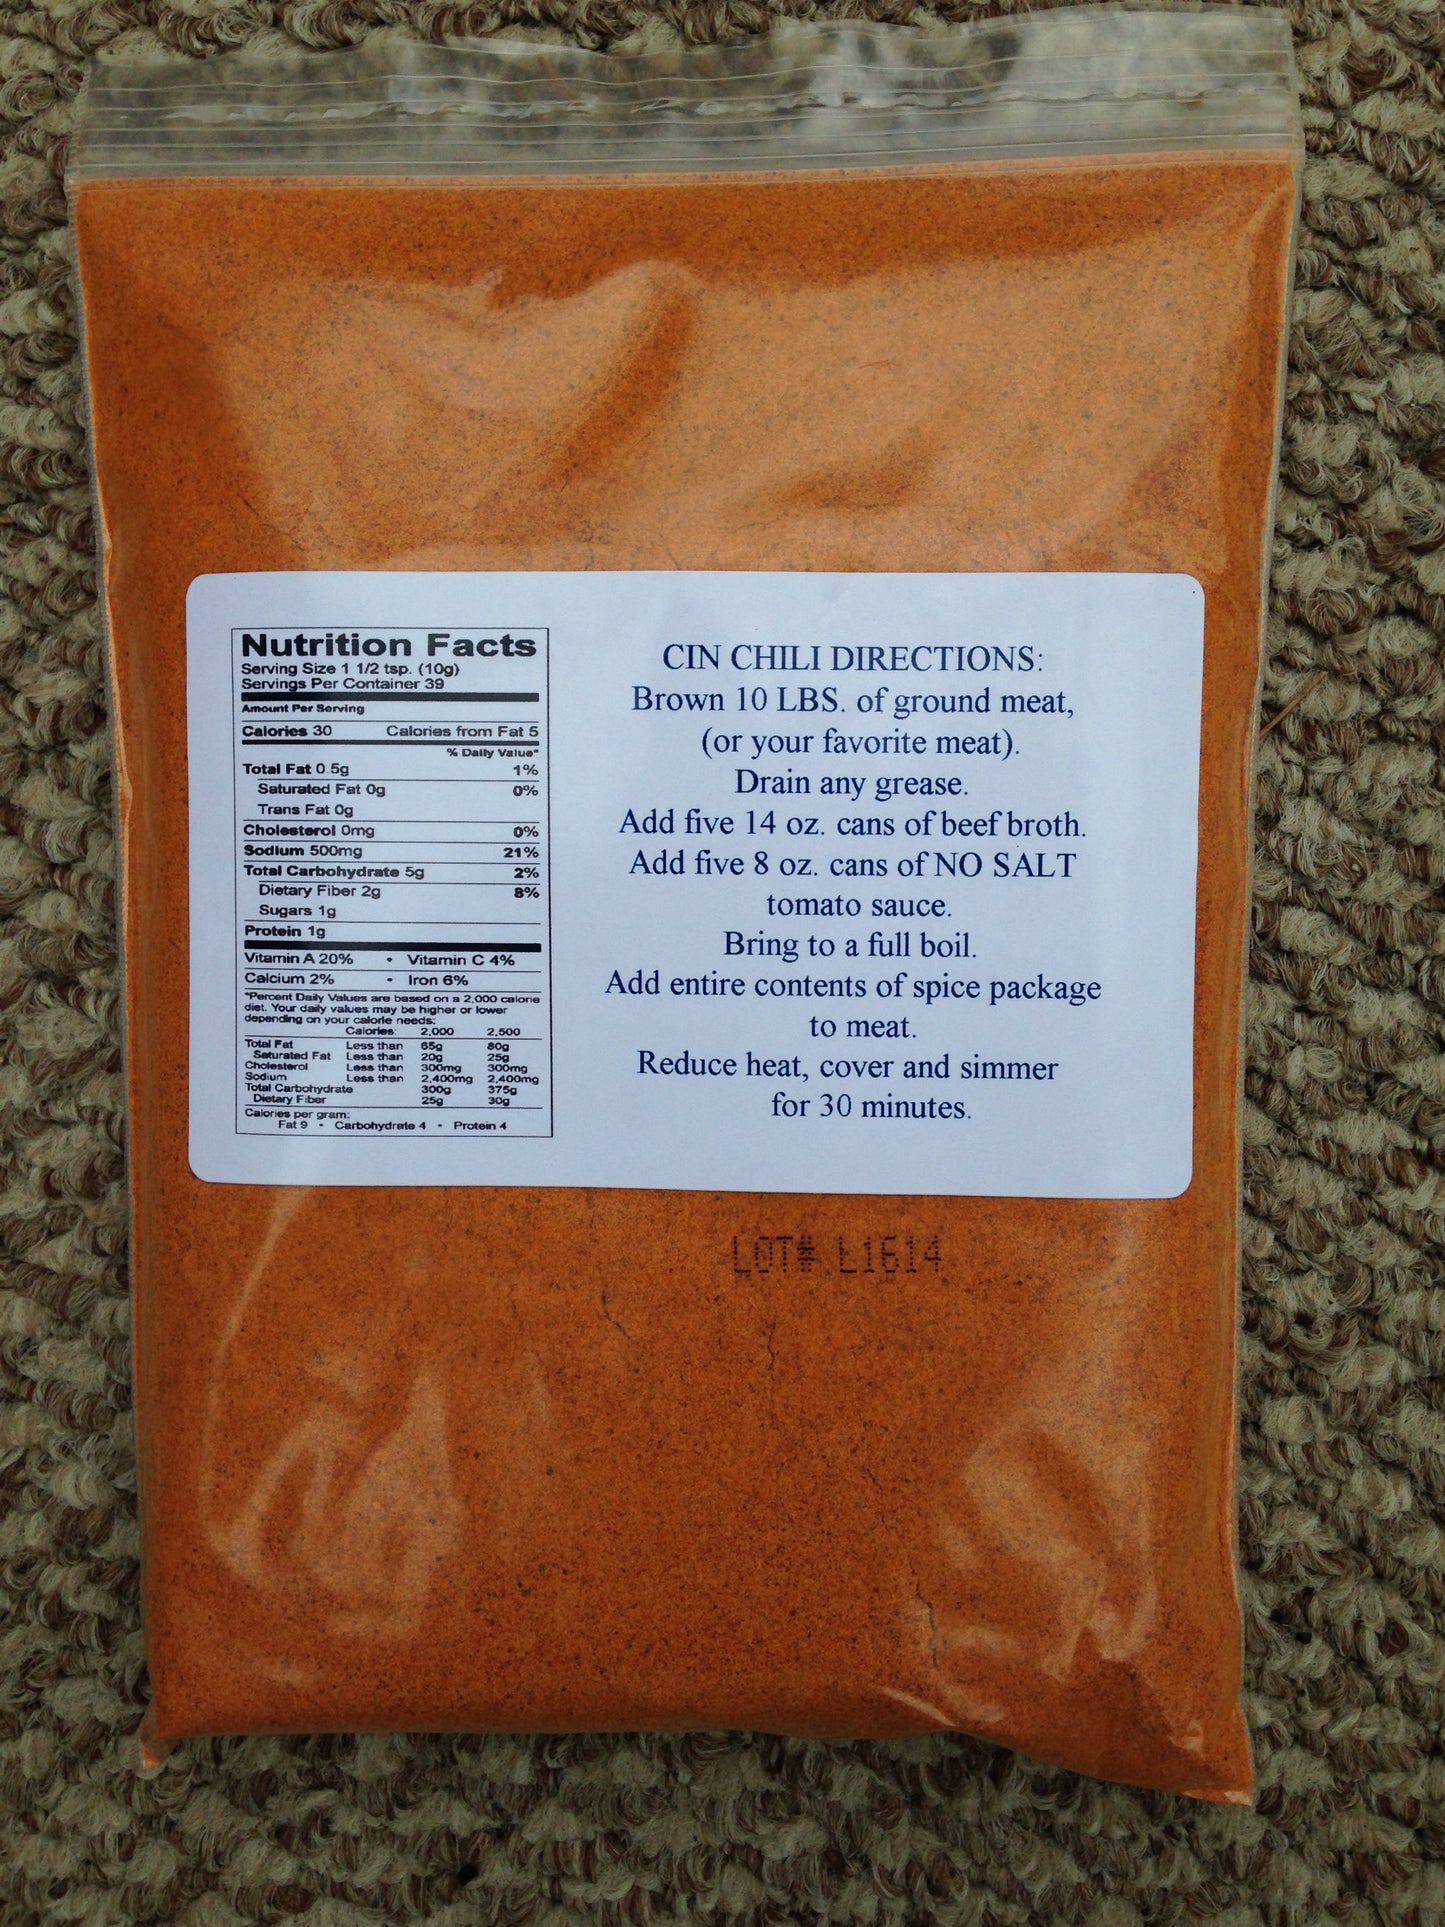 Nutrition Facts
Serving Size 1 1/2 tsp. (10g)
Servings Per Container 39
Amount Per Serving
Calories 30 Calories from Fat 5
% Daily Value*
Total Fat 0.5g 1%
Saturated Fat 0g 0%
Trans Fat 0g
Cholesterol 0mg 0%
Sodium 500mg 21%
Total Carbohydrate 5g 2%
Dietary Fiber 2g 8%
Sugars 1g
Protein 1g
Vitamin A 20% • Vitamin C 4%
Calcium 2% • Iron 6%
*Percent Daily Values are based on a 2,000 calorie
diet. Your daily values may be higher or lower
depending on your calorie needs:
Calories: 2,000 2,500
Total Fat Less than 65g 80g
Saturated Fat Less than 20g 25g
Cholesterol Less than 300mg 300mg
Sodium Less than 2,400mg 2,400mg
Total Carbohydrate 300g 375g
Dietary Fiber 25g 30g
Calories per gram:
Fat 9 • Carbohydrate 4 • Protein 4
CIN CHILI DIRECTIONS:
Brown 10 LBS. of ground meat,
(or your favorite meat).
Drain any grease.
Add five 14 oz. cans of beef broth.
Add five 8 oz. cans of NO SALT
tomato sauce.
Bring to a full boil.
Add entire contents of spice package
to meat.
Reduce heat, cover and simmer
for 30 minutes.
LOT# L1614